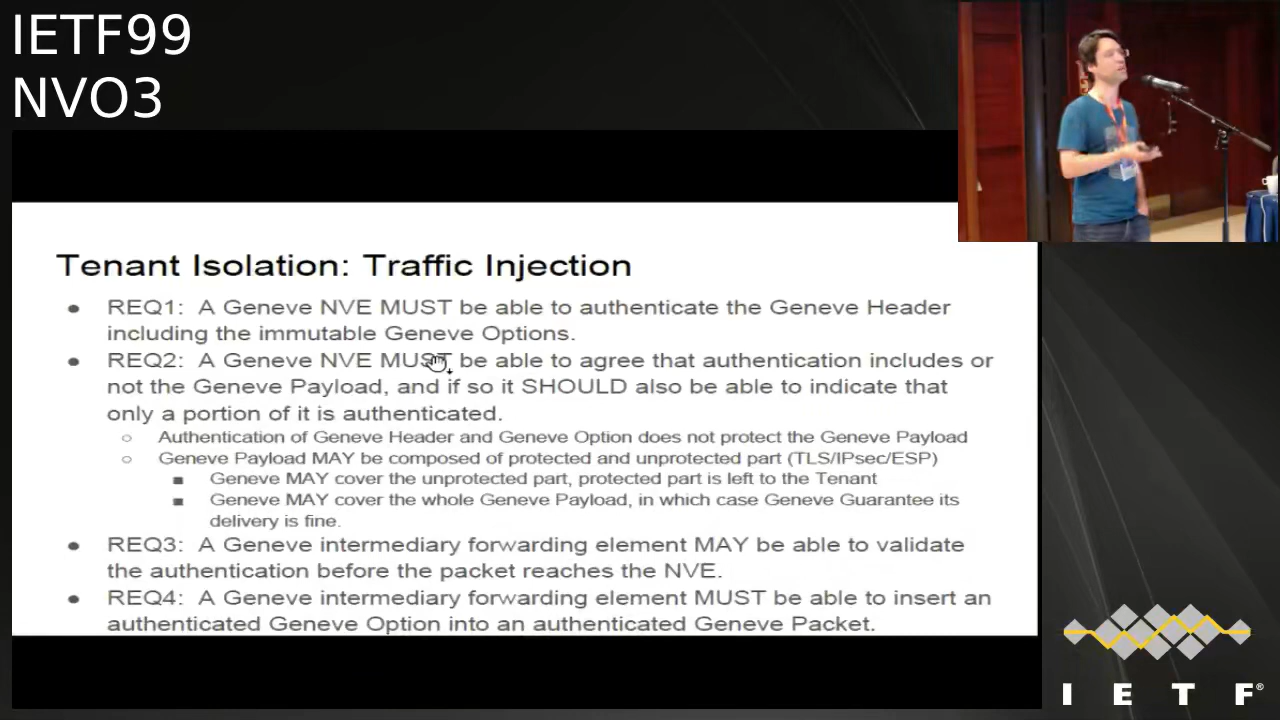 IETF99
NVO3
Tenant Isolation: Traffic Injection
● REQ1: A Geneve NVE MUST be able to authenticate the Geneve Header
including the immutable Geneve Options.
● REQ2: A Geneve NVE MUST be able to agree that authentication includes or
not the Geneve Payload, and if so it SHOULD also be able to indicate that
only a portion of it is authenticated.
○ Authentication of Geneve Header and Geneve Option does not protect the Geneve Payload
○ Geneve Payload MAY be composed of protected and unprotected part (TLS/IPsec/ESP)
■ Geneve MAY cover the unprotected part, protected part is left to the Tenant
■ Geneve MAY cover the whole Geneve Payload, in which case Geneve Guarantee its
delivery is fine.
● REQ3: A Geneve intermediary forwarding element MAY be able to validate
the authentication before the packet reaches the NVE.
● REQ4: A Geneve intermediary forwarding element MUST be able to insert an
authenticated Geneve Option into an authenticated Geneve Packet.
I E T F®